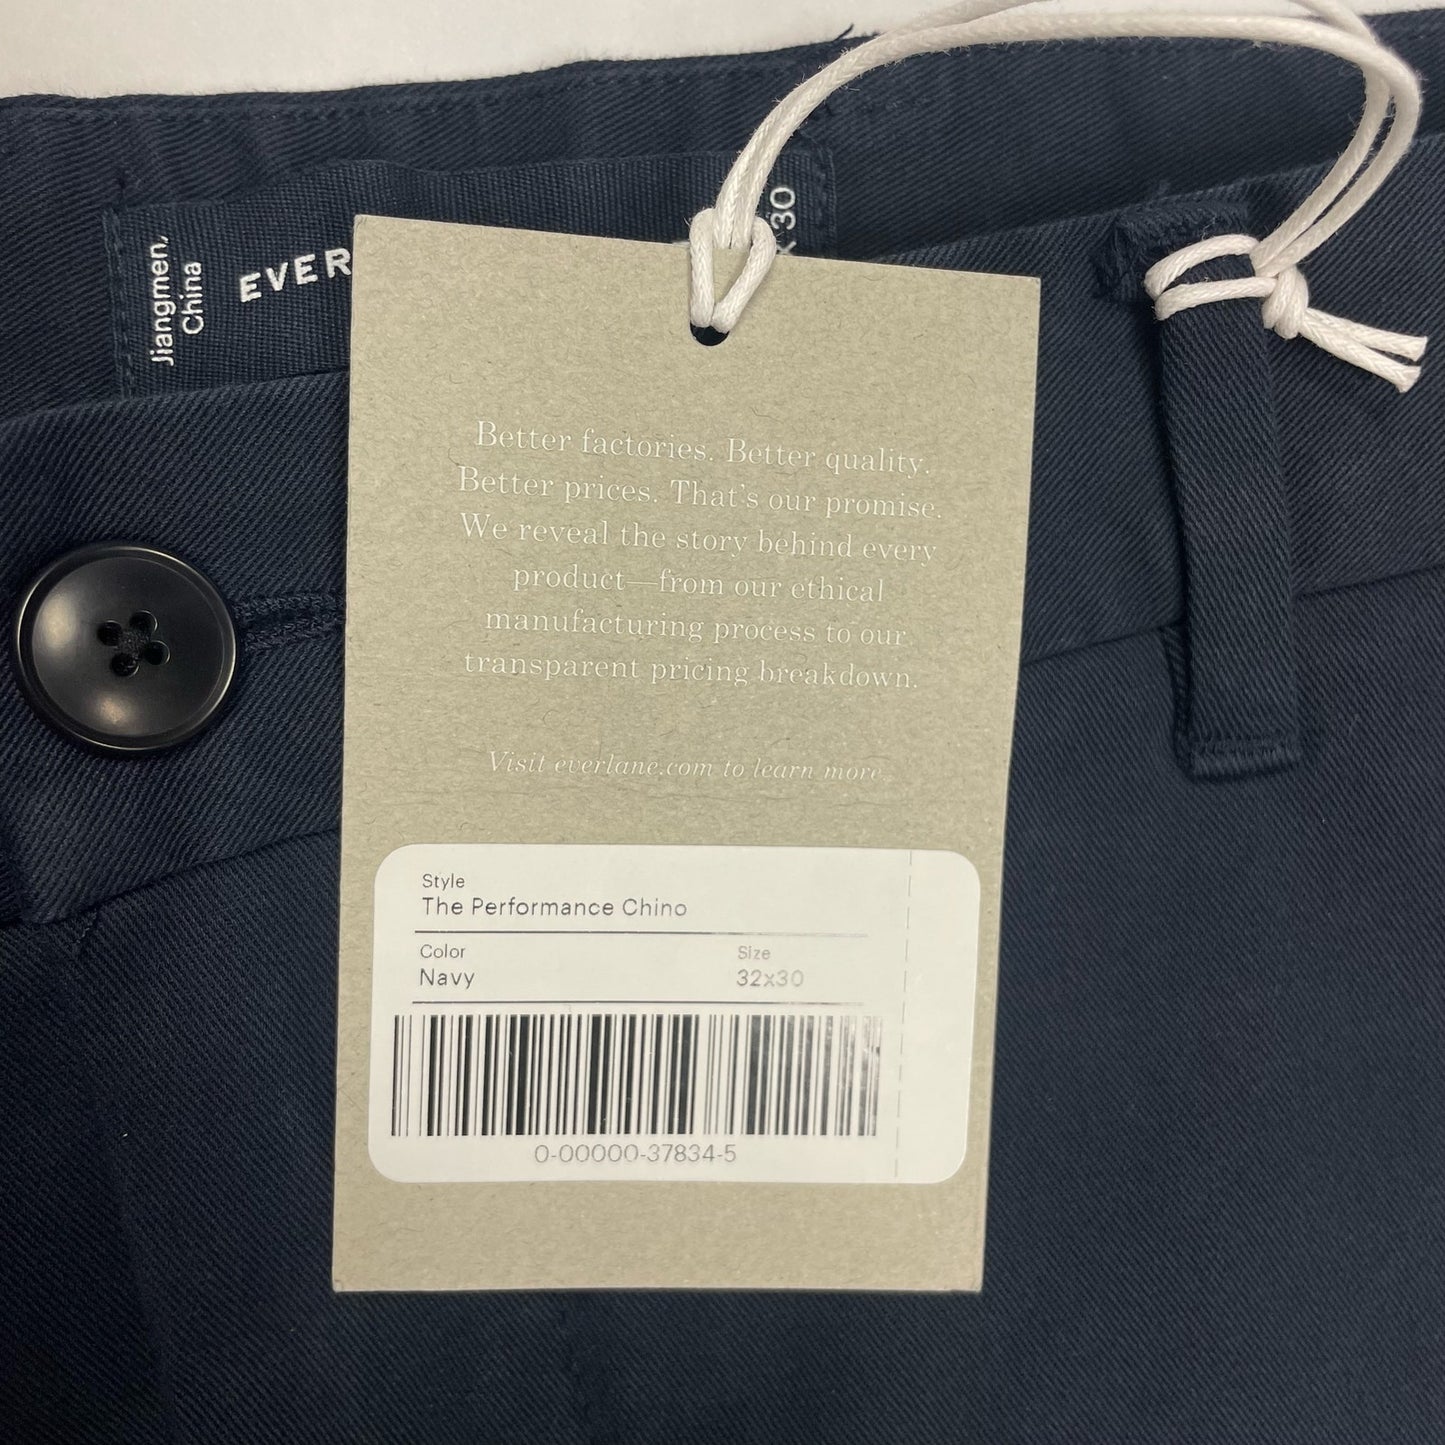 Jiangmen,
China
EVER
X 30
Better factories. Better quality.
Better prices. That's our promise.
We reveal the story behind every
product—from our ethical
manufacturing process to our
transparent pricing breakdown.
Visit everlane.com to learn more.
Style
The Performance Chino
Color
Size
Navy
32x30
0-00000-37834-5